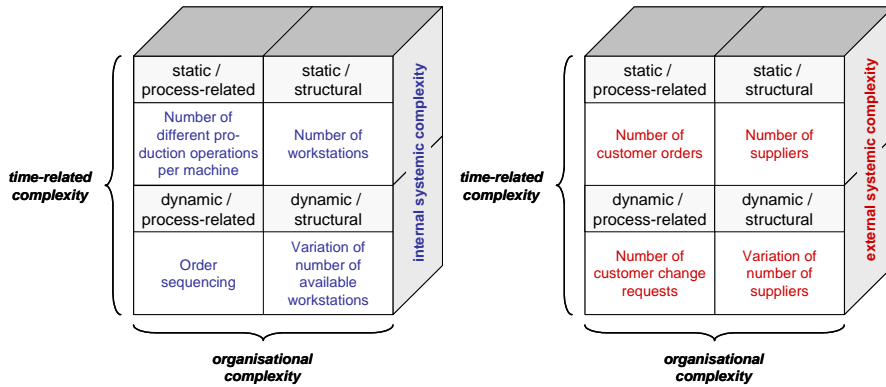 static /
process-related
static /
structural
Number of
different pro-
duction operations
per machine
Number of
workstations
dynamic /
process-related
dynamic /
structural
Order
sequencing
Variation of
number of
available
workstations
time-related
complexity
internal systemic complexity
organisational
complexity
static /
process-related
static /
structural
Number of
customer orders
Number of
suppliers
dynamic /
process-related
dynamic /
structural
Number of
customer change
requests
Variation of
number of
suppliers
time-related
complexity
external systemic complexity
organisational
complexity